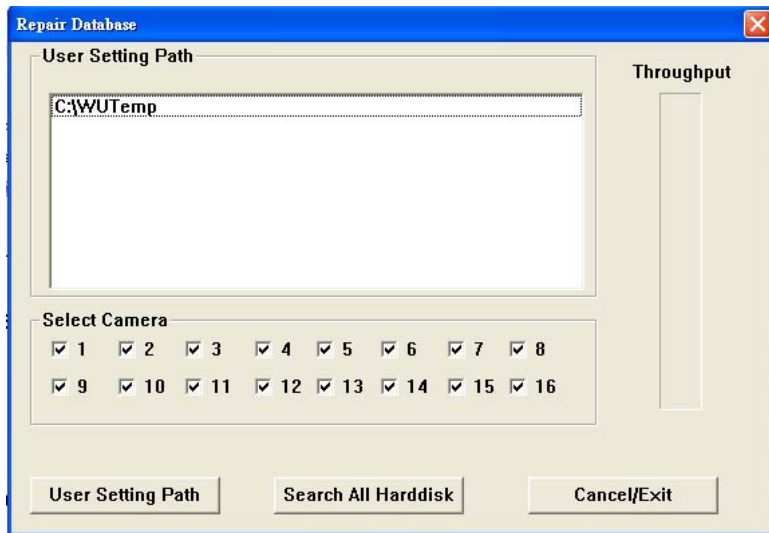 Repair Database
User Setting Path
Throughput
C:\WUTemp
Select Camera
1 2 3 4 5 6 7 8
9 10 11 12 13 14 15 16
User Setting Path Search All Harddisk Cancel/Exit